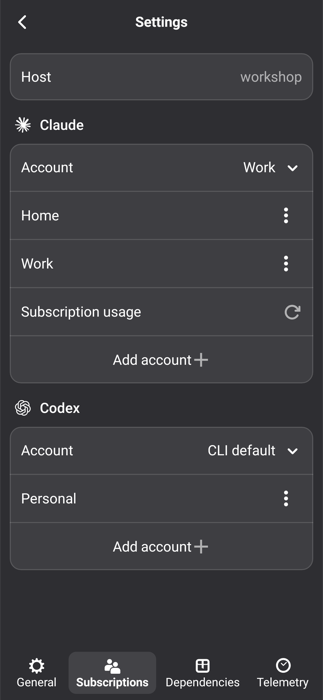 Settings
Host workshop
Claude
Account Work
Home
Work
Subscription usage
Add account
Codex
Account CLI default
Personal
Add account
General Subscriptions Dependencies Telemetry